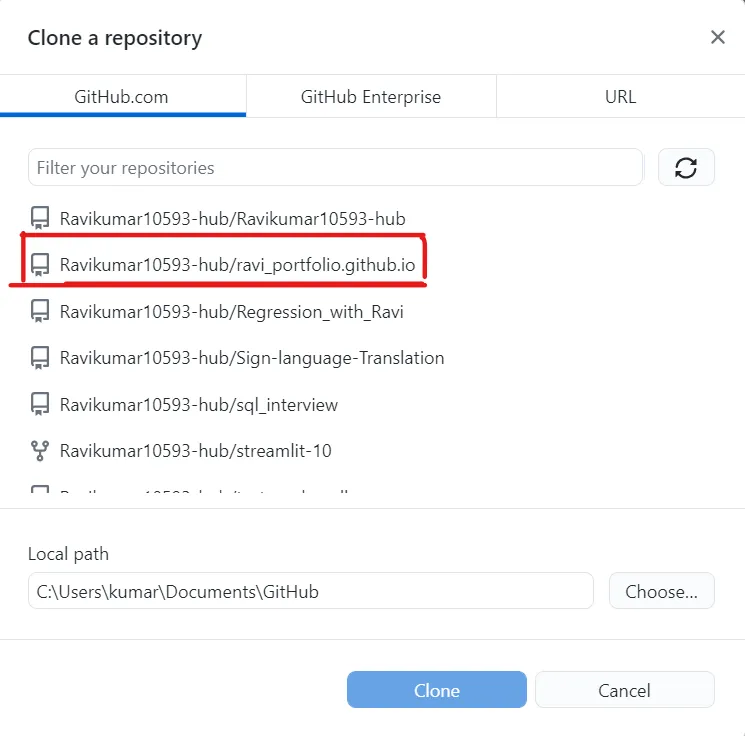 Clone a repository
GitHub.com GitHub Enterprise URL
Filter your repositories
Ravikumar10593-hub/Ravikumar10593-hub
Ravikumar10593-hub/ravi_portfolio.github.io
Ravikumar10593-hub/Regression_with_Ravi
Ravikumar10593-hub/Sign-language-Translation
Ravikumar10593-hub/sql_interview
Ravikumar10593-hub/streamlit-10
Local path
C:\Users\kumar\Documents\GitHub Choose...
Clone Cancel